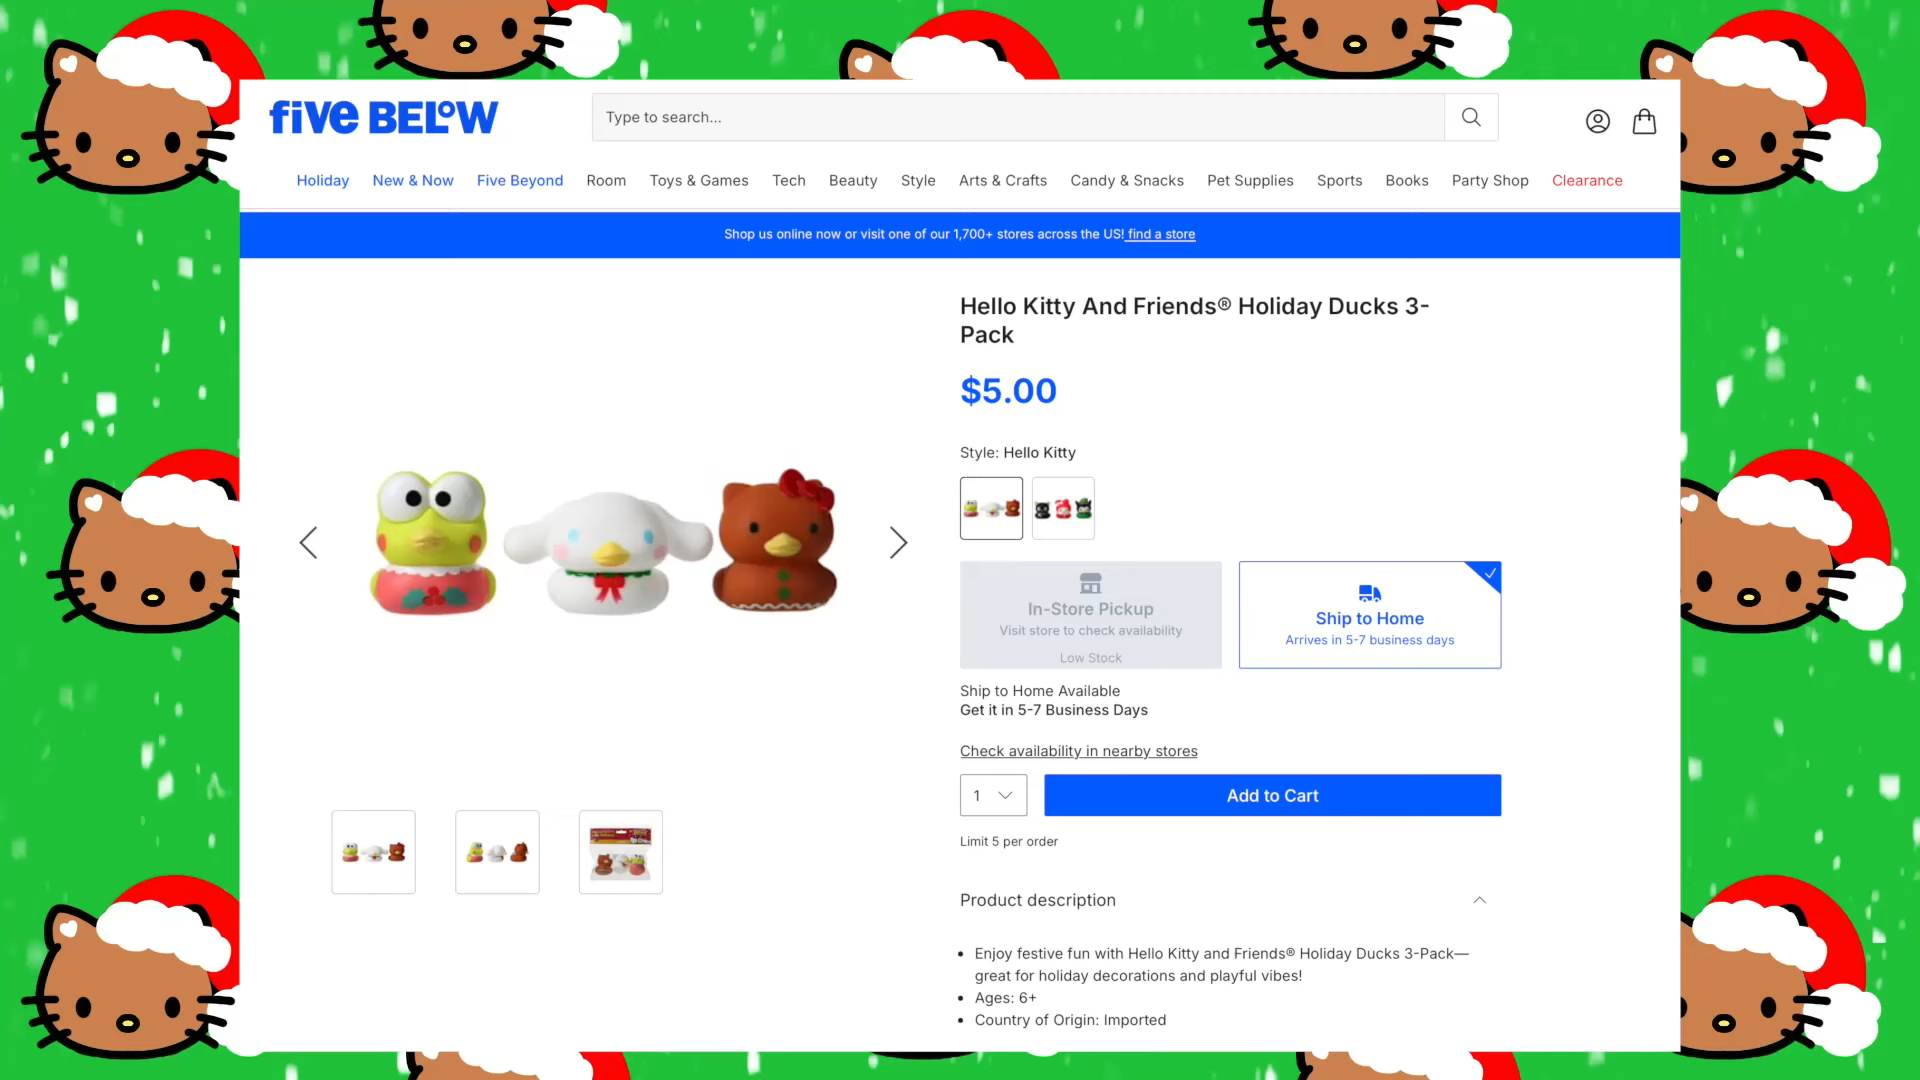 five BELOW
Type to search...
Holiday New & Now Five Beyond Room Toys & Games Tech Beauty Style Arts & Crafts Candy & Snacks Pet Supplies Sports Books Party Shop Clearance
Shop us online now or visit one of our 1,700+ stores across the US! find a store
Hello Kitty And Friends® Holiday Ducks 3-
Pack
$5.00
Style: Hello Kitty
In-Store Pickup
Visit store to check availability
Low Stock
Ship to Home
Arrives in 5-7 business days
Ship to Home Available
Get it in 5-7 Business Days
Check availability in nearby stores
1
Add to Cart
Limit 5 per order
Product description
Enjoy festive fun with Hello Kitty and Friends® Holiday Ducks 3-Pack—
great for holiday decorations and playful vibes!
Ages: 6+
Country of Origin: Imported